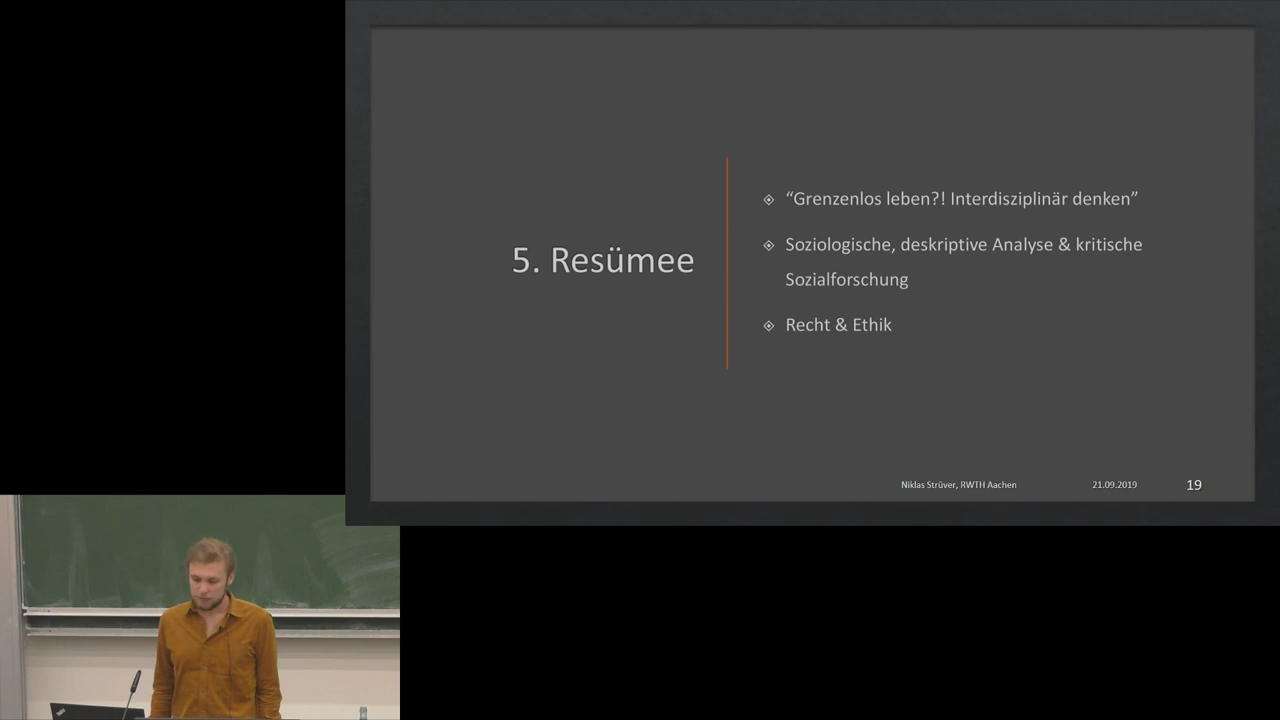 5. Resümee
“Grenzenlos leben?! Interdisziplinär denken”
Soziologische, deskriptive Analyse & kritische
Sozialforschung
Recht & Ethik
Niklas Strüver, RWTH Aachen 21.09.2019 19